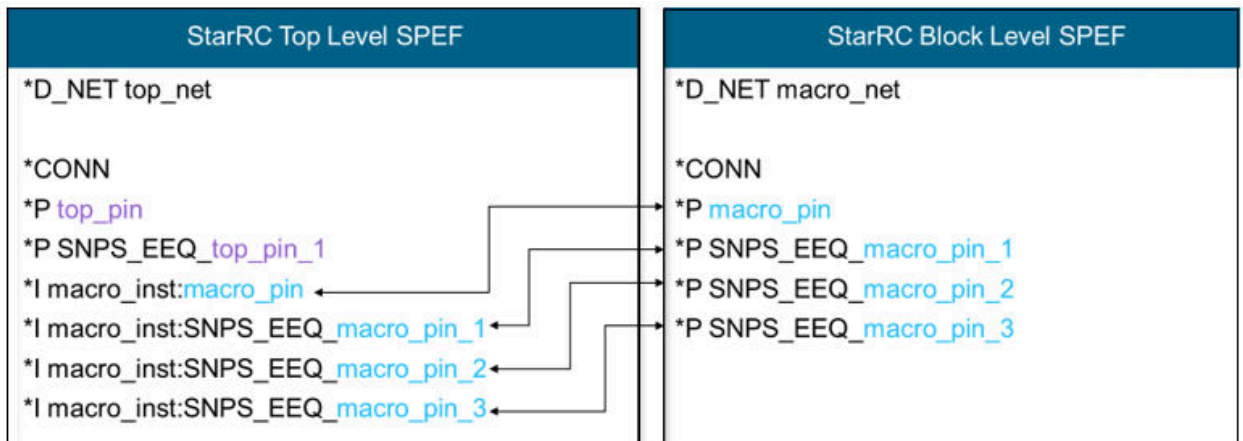 StarRC Top Level SPEF
*D_NET top_net
*CONN
*P top_pin
*P SNPS_EEQ_top_pin_1
*I macro_inst:macro_pin
*I macro_inst:SNPS_EEQ_macro_pin_1
*I macro_inst:SNPS_EEQ_macro_pin_2
*I macro_inst:SNPS_EEQ_macro_pin_3
StarRC Block Level SPEF
*D_NET macro_net
*CONN
*P macro_pin
*P SNPS_EEQ_macro_pin_1
*P SNPS_EEQ_macro_pin_2
*P SNPS_EEQ_macro_pin_3